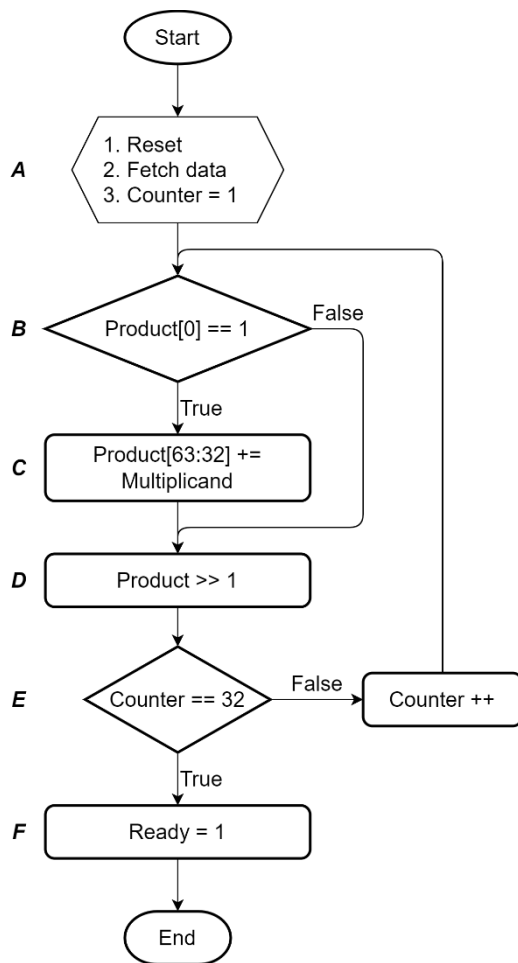 Start
A
1. Reset
2. Fetch data
3. Counter = 1
B
Product[0] == 1
False
True
C
Product[63:32] +=
Multiplicand
D
Product >> 1
E
Counter == 32
False
Counter ++
True
F
Ready = 1
End